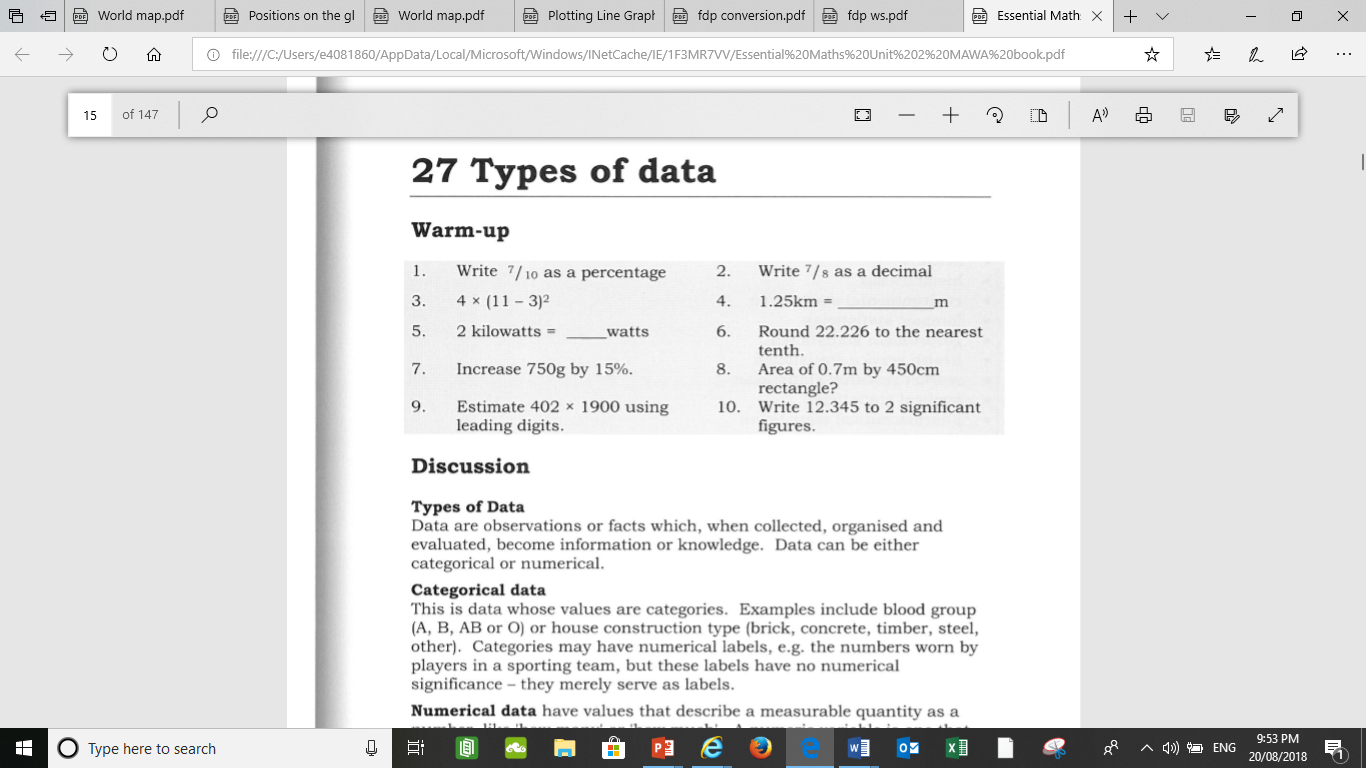 World map.pdf
Positions on the gl
World map.pdf
Plotting Line Graph
fdp conversion.pdf
fdp ws.pdf
Essential Math
file:///C:/Users/e4081860/AppData/Local/Microsoft/Windows/INetCache/IE/1F3MR7VV/Essential%20Maths%20Unit%202%20MAWA%20book.pdf
15 of 147
27 Types of data
Warm-up
1. Write 7/10 as a percentage 2. Write 7/8 as a decimal
3. 4 × (11 – 3)² 4. 1.25km = ____________m
5. 2 kilowatts = _____watts 6. Round 22.226 to the nearest
tenth.
7. Increase 750g by 15%. 8. Area of 0.7m by 450cm
rectangle?
9. Estimate 402 × 1900 using 10. Write 12.345 to 2 significant
leading digits. figures.
Discussion
Types of Data
Data are observations or facts which, when collected, organised and
evaluated, become information or knowledge. Data can be either
categorical or numerical.
Categorical data
This is data whose values are categories. Examples include blood group
(A, B, AB or O) or house construction type (brick, concrete, timber, steel,
other). Categories may have numerical labels, e.g. the numbers worn by
players in a sporting team, but these labels have no numerical
significance – they merely serve as labels.
Numerical data have values that describe a measurable quantity as a
Type here to search
ENG
9:53 PM
20/08/2018